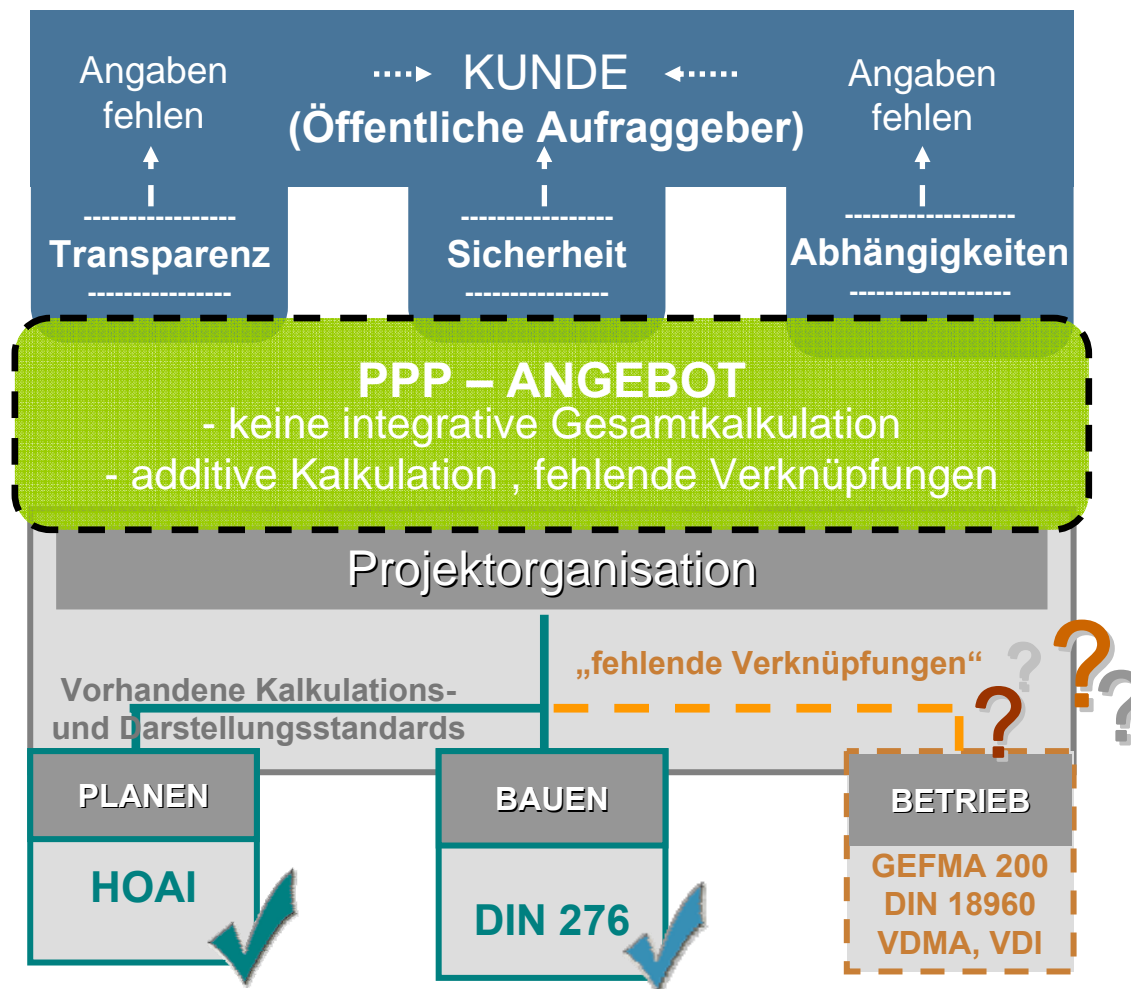 Angaben
fehlen
KUNDE
(Öffentliche Aufraggeber)
Angaben
fehlen
Transparenz
Sicherheit
Abhängigkeiten
PPP – ANGEBOT
- keine integrative Gesamtkalkulation
- additive Kalkulation , fehlende Verknüpfungen
Projektorganisation
„fehlende Verknüpfungen“
? ? ? ?
Vorhandene Kalkulations-
und Darstellungsstandards
PLANEN
HOAI
BAUEN
DIN 276
BETRIEB
GEFMA 200
DIN 18960
VDMA, VDI